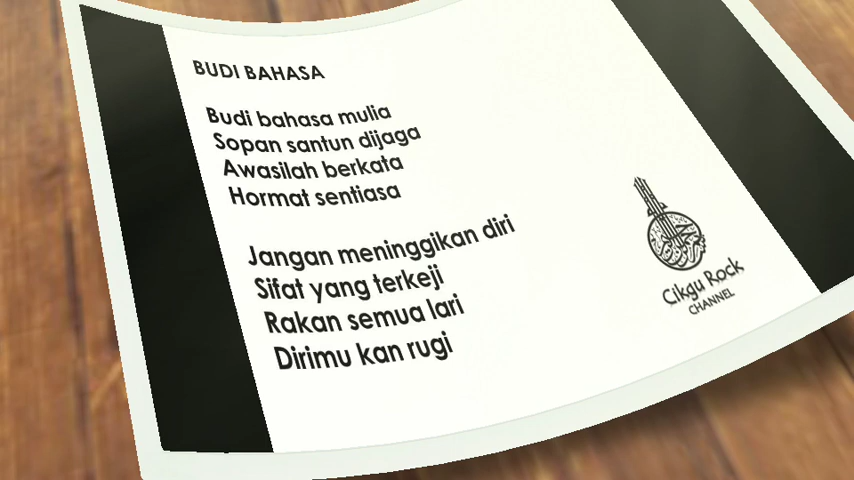 BUDI BAHASA
Budi bahasa mulia
Sopan santun dijaga
Awasilah berkata
Hormat sentiasa
Jangan meninggikan diri
Sifat yang terkeji
Rakan semua lari
Dirimu kan rugi
Cikgu Rock
CHANNEL